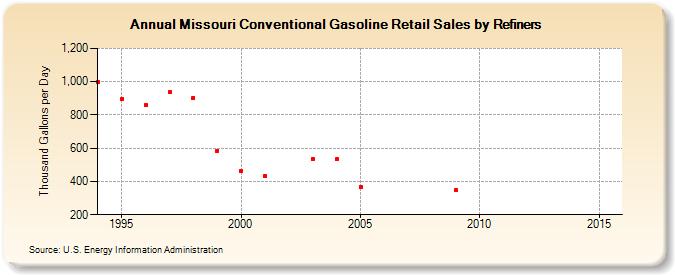 Annual Missouri Conventional Gasoline Retail Sales by Refiners
Thousand Gallons per Day
1,200
1,000
800
600
400
200
1995 2000 2005 2010 2015
Source: U.S. Energy Information Administration